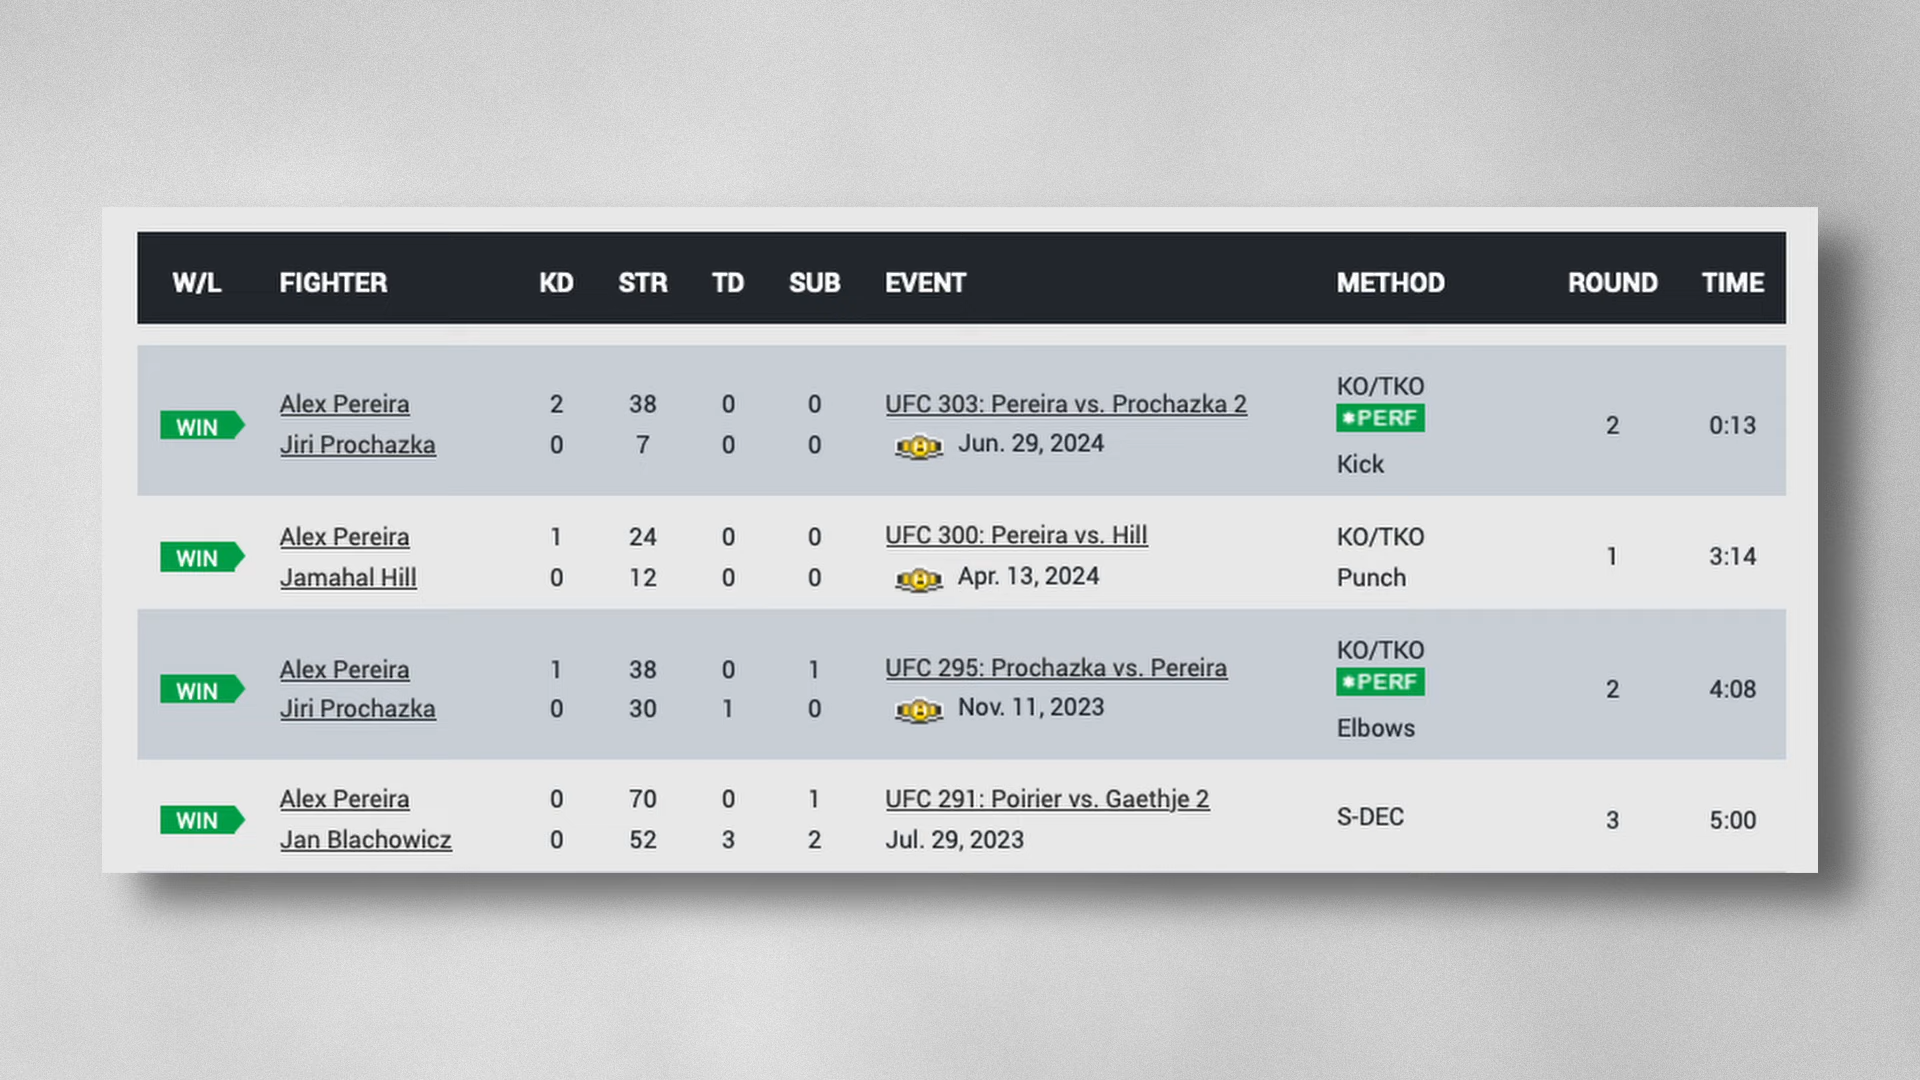 W/L FIGHTER KD STR TD SUB EVENT METHOD ROUND TIME
WIN
Alex Pereira 2 38 0 0 UFC 303: Pereira vs. Prochazka 2
Jiri Prochazka 0 7 0 0 Jun. 29, 2024
KO/TKO
*PERF
Kick
2 0:13
WIN
Alex Pereira 1 24 0 0 UFC 300: Pereira vs. Hill
Jamahal Hill 0 12 0 0 Apr. 13, 2024
KO/TKO
Punch
1 3:14
WIN
Alex Pereira 1 38 0 1 UFC 295: Prochazka vs. Pereira
Jiri Prochazka 0 30 1 0 Nov. 11, 2023
KO/TKO
*PERF
Elbows
2 4:08
WIN
Alex Pereira 0 70 0 1 UFC 291: Poirier vs. Gaethje 2
Jan Blachowicz 0 52 3 2 Jul. 29, 2023
S-DEC
3 5:00